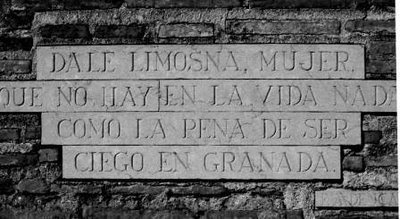 DALE LIMOSNA, MUJER,
QUE NO HAY EN LA VIDA NADA
COMO LA PENA DE SER
CIEGO EN GRANADA.